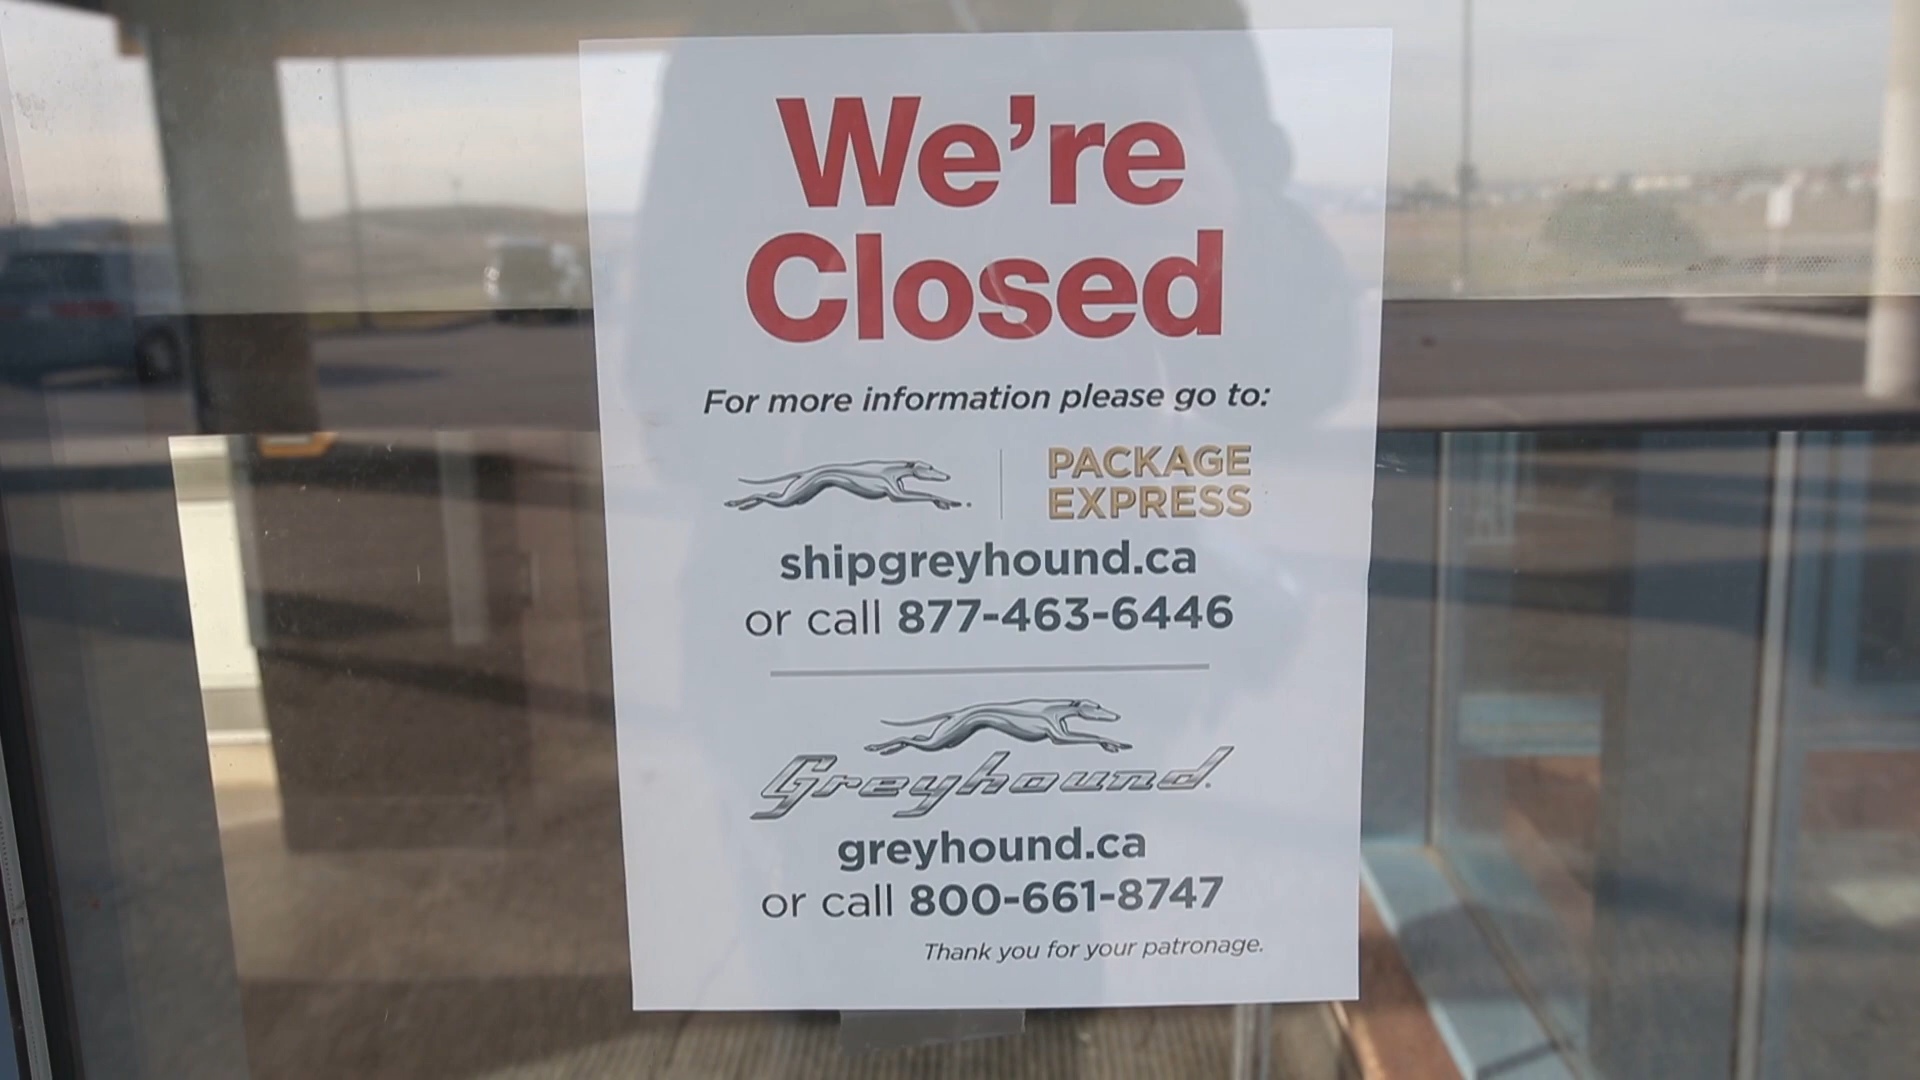 We're
Closed
For more information please go to:
PACKAGE
EXPRESS
shipgreyhound.ca
or call 877-463-6446
Greyhound.
greyhound.ca
or call 800-661-8747
Thank you for your patronage.